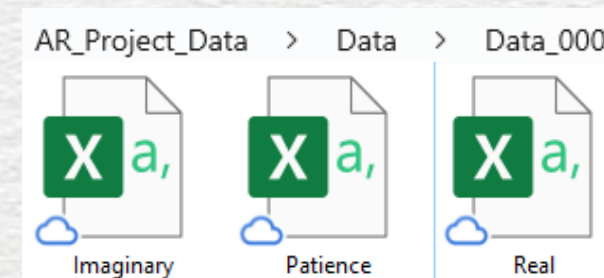 AR_Project_Data > Data > Data_000
X a, X a, X a,
Imaginary Patience Real